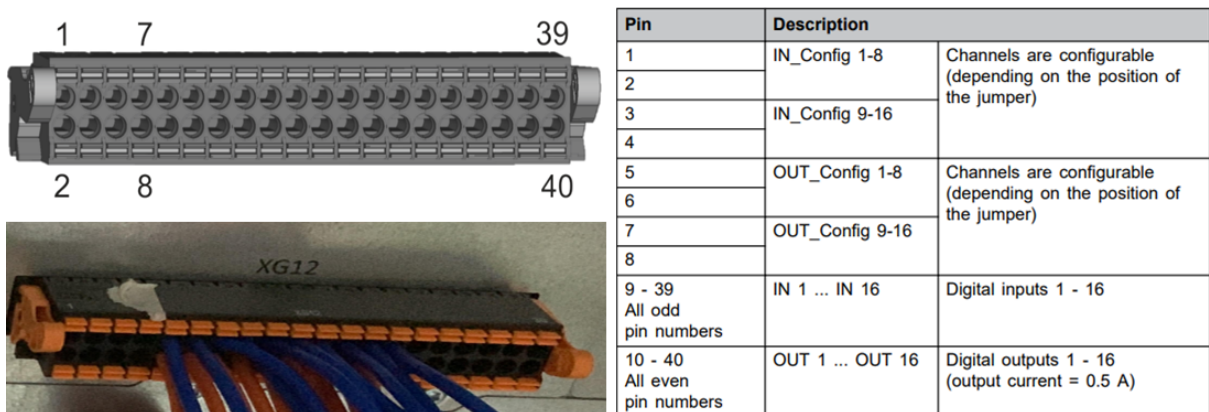 1 7 39
2 8 40
XG12
Pin Description
1 IN_Config 1-8 Channels are configurable
(depending on the position of
the jumper)
2
3 IN_Config 9-16
4
5 OUT_Config 1-8 Channels are configurable
(depending on the position of
the jumper)
6
7 OUT_Config 9-16
8
9 - 39 IN 1 ... IN 16 Digital inputs 1 - 16
All odd
pin numbers
10 - 40 OUT 1 ... OUT 16 Digital outputs 1 - 16
All even (output current = 0.5 A)
pin numbers